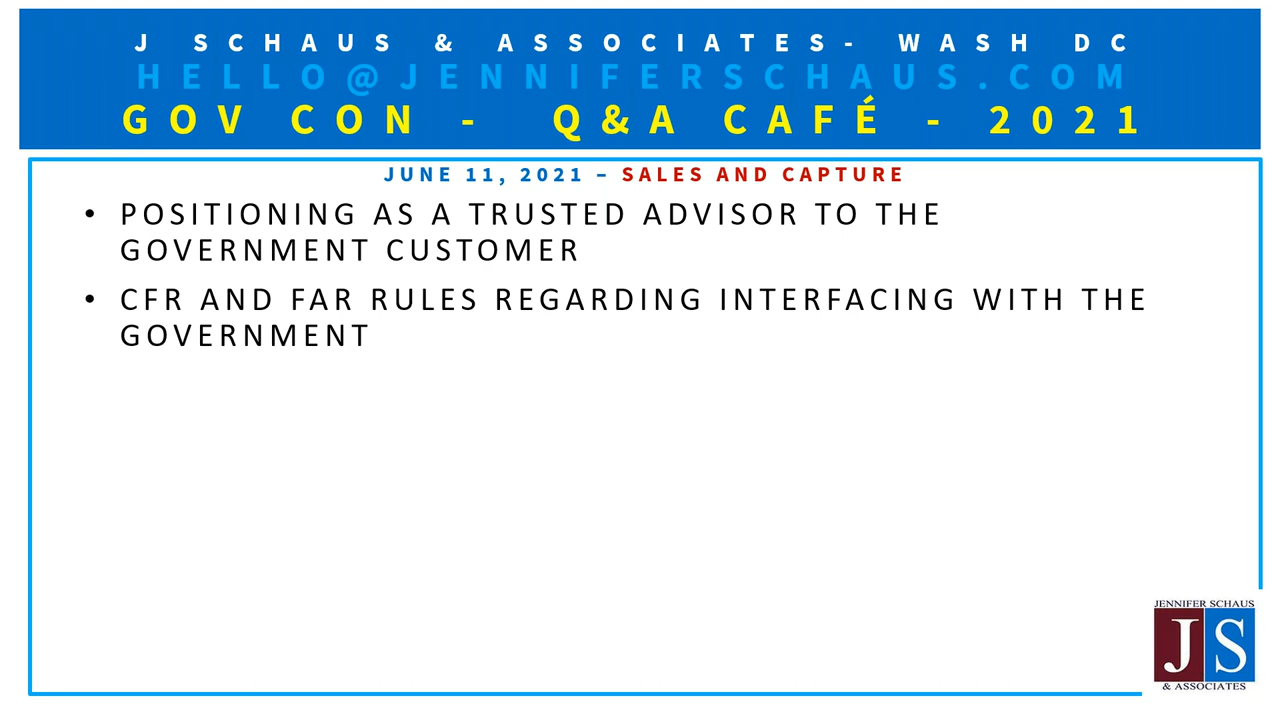 J SCHAUS & ASSOCIATES- WASH DC
HELLO@JENNIFERSCHAUS.COM
GOV CON - Q&A CAFÉ - 2021
JUNE 11, 2021 – SALES AND CAPTURE
• POSITIONING AS A TRUSTED ADVISOR TO THE
GOVERNMENT CUSTOMER
• CFR AND FAR RULES REGARDING INTERFACING WITH THE
GOVERNMENT
JENNIFER SCHAUS
JS
& ASSOCIATES